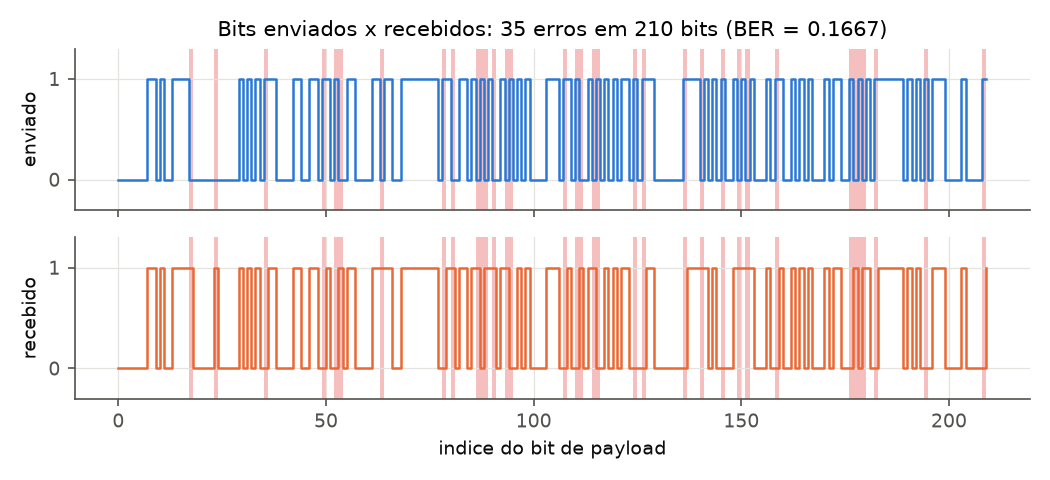 Bits enviados x recebidos: 35 erros em 210 bits (BER = 0.1667)
1
enviado
0
1
recebido
0
0 50 100 150 200
indice do bit de payload